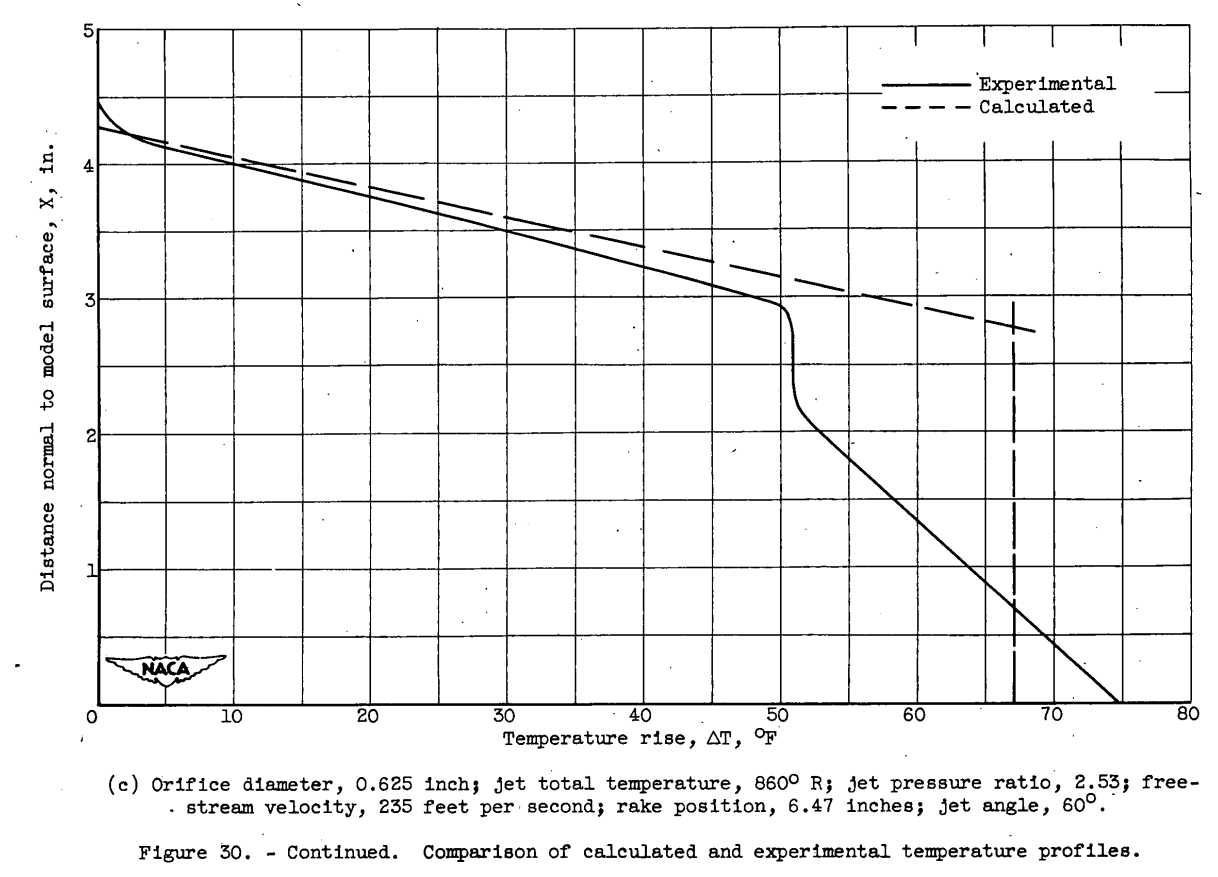 5
4
3
2
1
Distance normal to model surface, X, in.
Experimental
Calculated
NACA
0 10 20 30 40 50 60 70 80
Temperature rise, ΔT, °F
(c) Orifice diameter, 0.625 inch; jet total temperature, 860° R; jet pressure ratio, 2.53; free-
stream velocity, 235 feet per second; rake position, 6.47 inches; jet angle, 60°.
Figure 30. - Continued. Comparison of calculated and experimental temperature profiles.